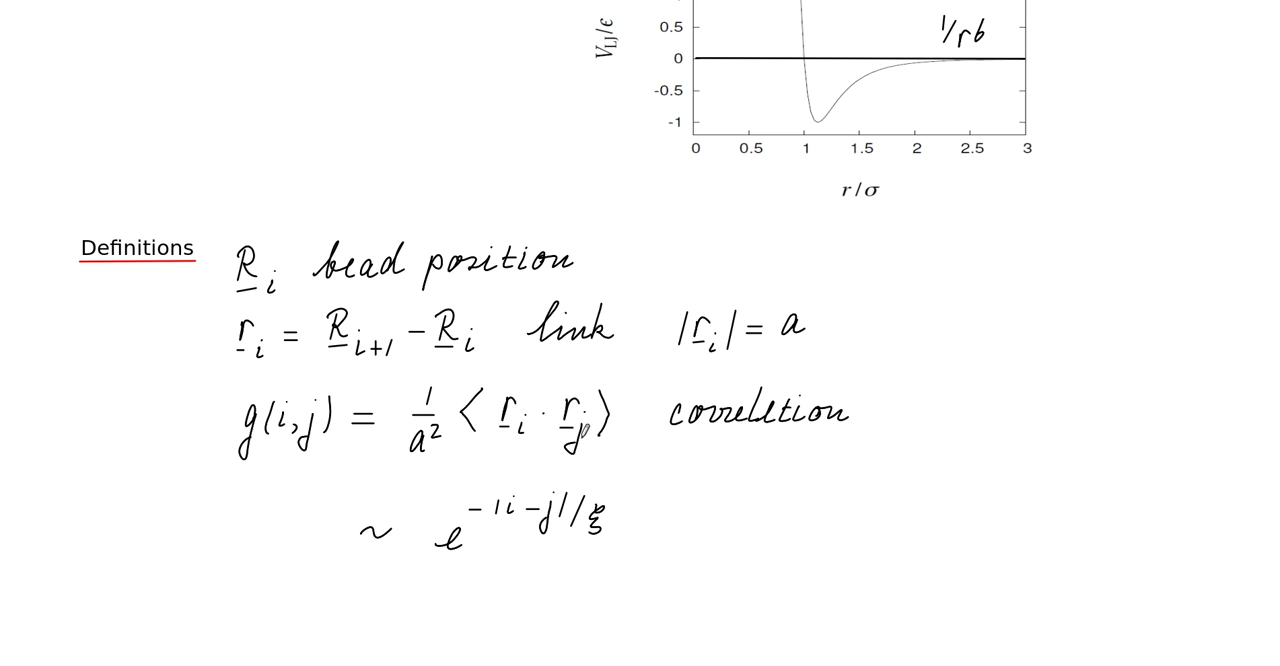 0.5
V_LJ/ϵ
1/r6
0
-0.5
-1
0 0.5 1 1.5 2 2.5 3
r/σ
Definitions
R_i bead position
r_i = R_{i+1} - R_i link |r_i| = a
g(i,j) = 1/a² ⟨ r_i · r_j ⟩ correlation
~ e^{-|i-j|/ξ}